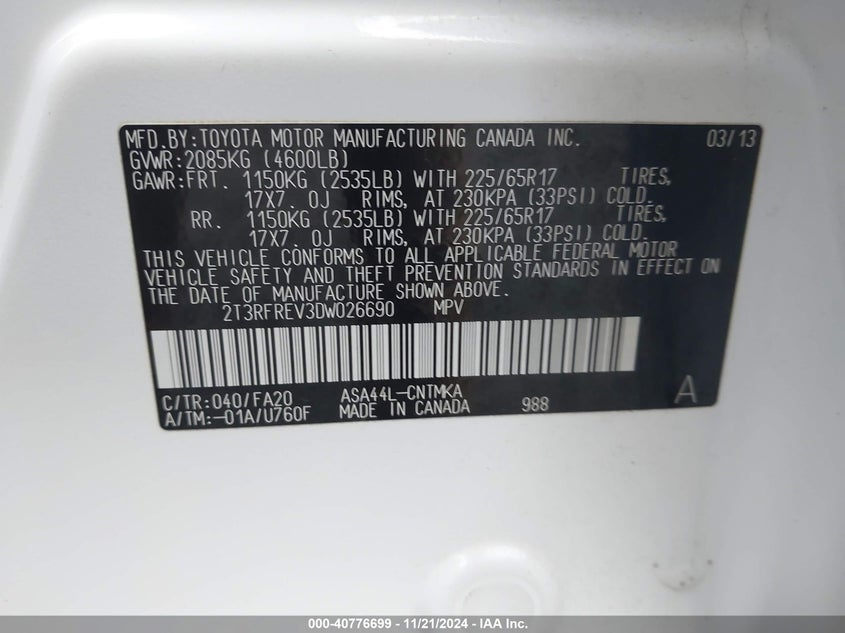 MFD.BY:TOYOTA MOTOR MANUFACTURING CANADA INC. 03/13
GVWR:2085KG (4600LB)
GAWR:FRT. 1150KG (2535LB) WITH 225/65R17 TIRES,
17X7.0J RIMS, AT 230KPA (33PSI) COLD.
RR. 1150KG (2535LB) WITH 225/65R17 TIRES,
17X7.0J RIMS, AT 230KPA (33PSI) COLD.
THIS VEHICLE CONFORMS TO ALL APPLICABLE FEDERAL MOTOR
VEHICLE SAFETY AND THEFT PREVENTION STANDARDS IN EFFECT ON
THE DATE OF MANUFACTURE SHOWN ABOVE.
2T3RFREV3DW026690 MPV
C/TR:040/FA20 ASA44L-CNTMKA A
A/TM:-01A/U760F MADE IN CANADA 988
000-40776699 - 11/21/2024 - IAA Inc.